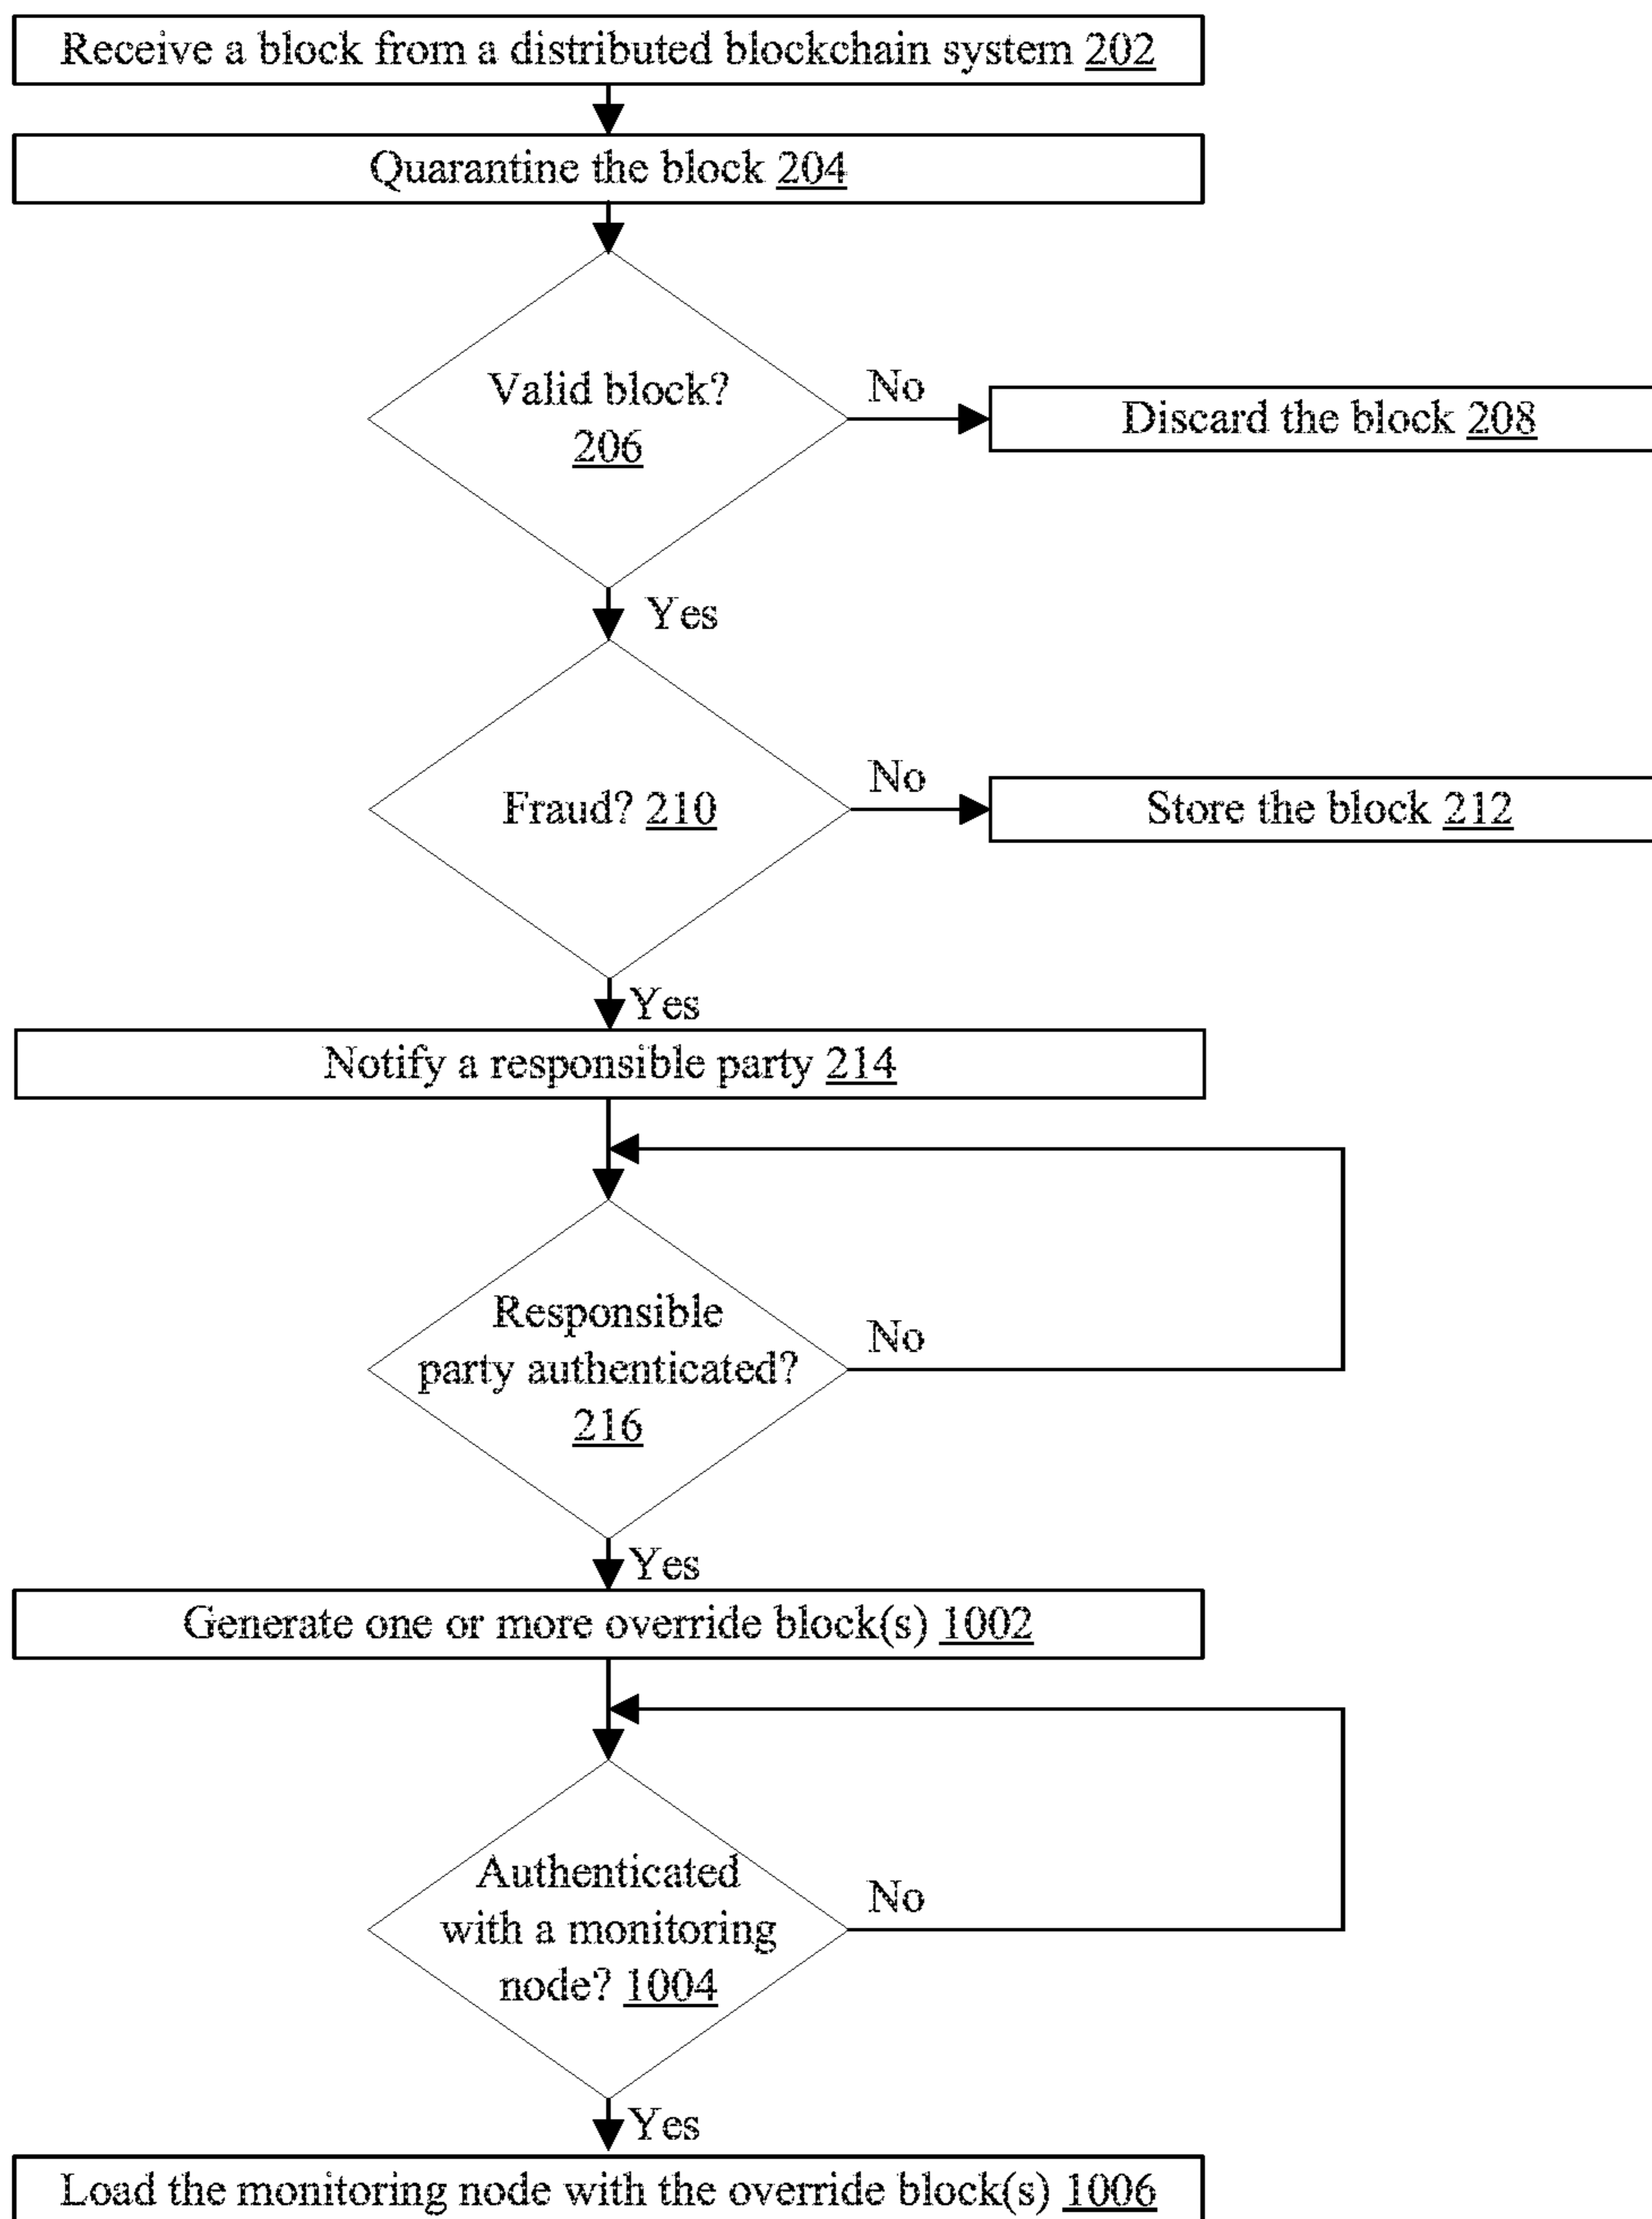 Receive a block from a distributed blockchain system 202
Quarantine the block 204
Valid block?
206
No
Discard the block 208
Yes
Fraud? 210
No
Store the block 212
Yes
Notify a responsible party 214
Responsible
party authenticated?
216
No
Yes
Generate one or more override block(s) 1002
Authenticated
with a monitoring
node? 1004
No
Yes
Load the monitoring node with the override block(s) 1006